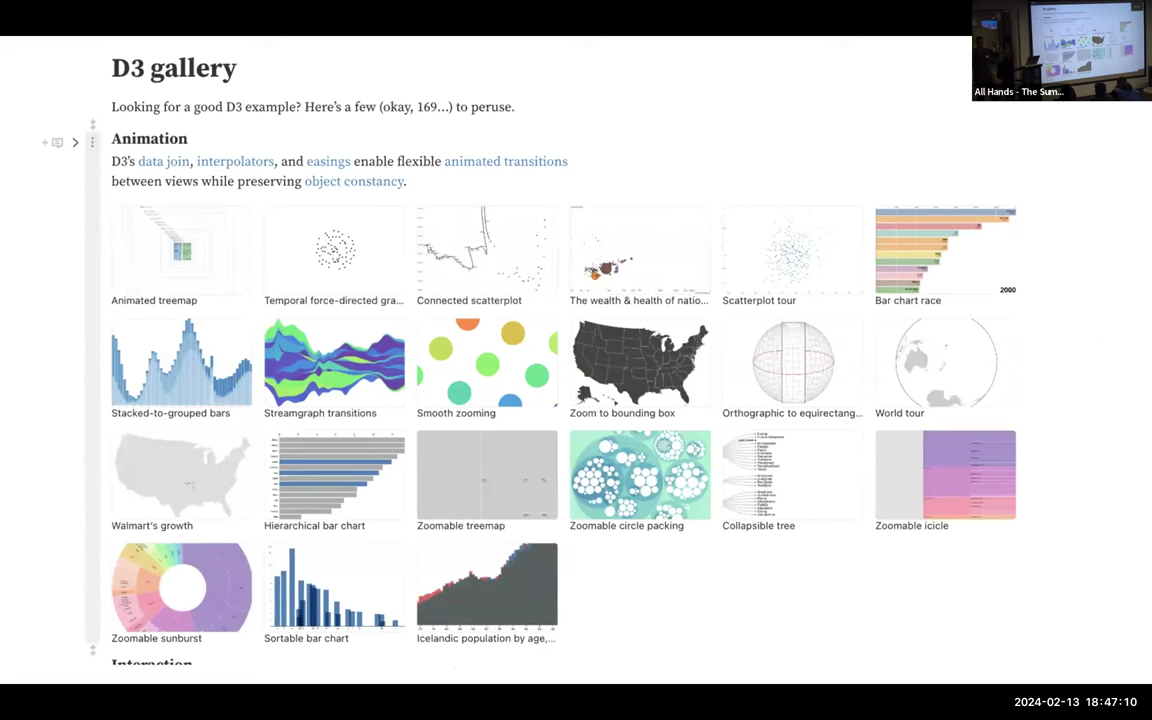 D3 gallery
Looking for a good D3 example? Here's a few (okay, 169...) to peruse.
Animation
D3's data join, interpolators, and easings enable flexible animated transitions
between views while preserving object constancy.
All Hands - The Sum...
2000
Animated treemap
Temporal force-directed gra...
Connected scatterplot
The wealth & health of natio...
Scatterplot tour
Bar chart race
Stacked-to-grouped bars
Streamgraph transitions
Smooth zooming
Zoom to bounding box
Orthographic to equirectang...
World tour
Walmart's growth
Hierarchical bar chart
Zoomable treemap
Zoomable circle packing
Collapsible tree
Zoomable icicle
Zoomable sunburst
Sortable bar chart
Icelandic population by age,...
Interaction
2024-02-13 18:47:10